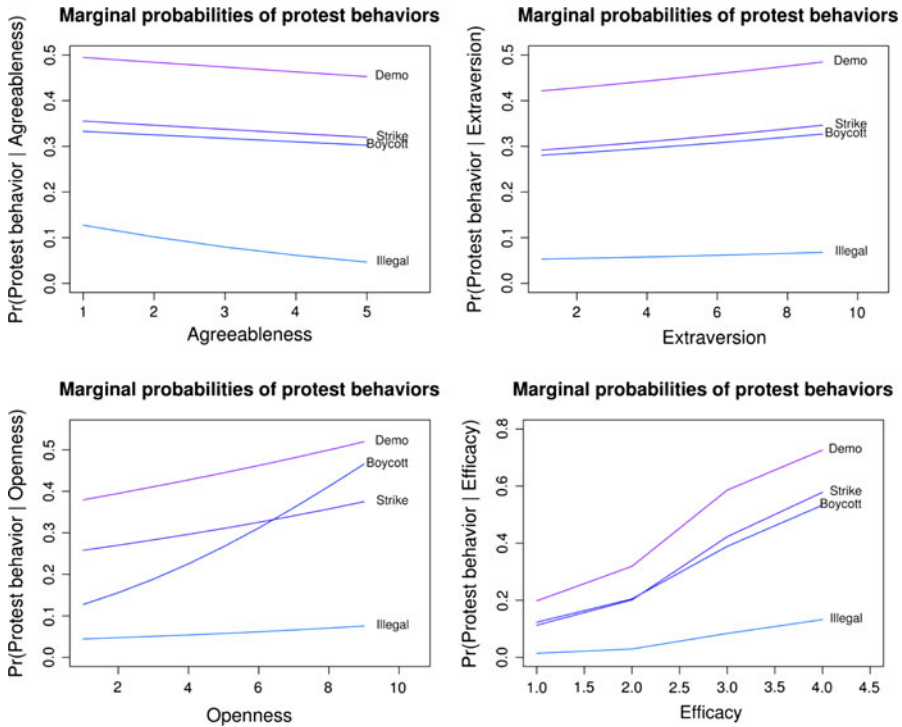 Marginal probabilities of protest behaviors
Pr(Protest behavior | Agreeableness)
0.5
0.4
0.3
0.2
0.1
0.0
Demo
Strike
Boycott
Illegal
1 2 3 4 5
Agreeableness
Marginal probabilities of protest behaviors
Pr(Protest behavior | Extraversion)
0.5
0.4
0.3
0.2
0.1
0.0
Demo
Strike
Boycott
Illegal
2 4 6 8 10
Extraversion
Marginal probabilities of protest behaviors
Pr(Protest behavior | Openness)
0.5
0.4
0.3
0.2
0.1
0.0
Demo
Boycott
Strike
Illegal
2 4 6 8 10
Openness
Marginal probabilities of protest behaviors
Pr(Protest behavior | Efficacy)
0.8
0.6
0.4
0.2
0.0
Demo
Strike
Boycott
Illegal
1.0 1.5 2.0 2.5 3.0 3.5 4.0 4.5
Efficacy